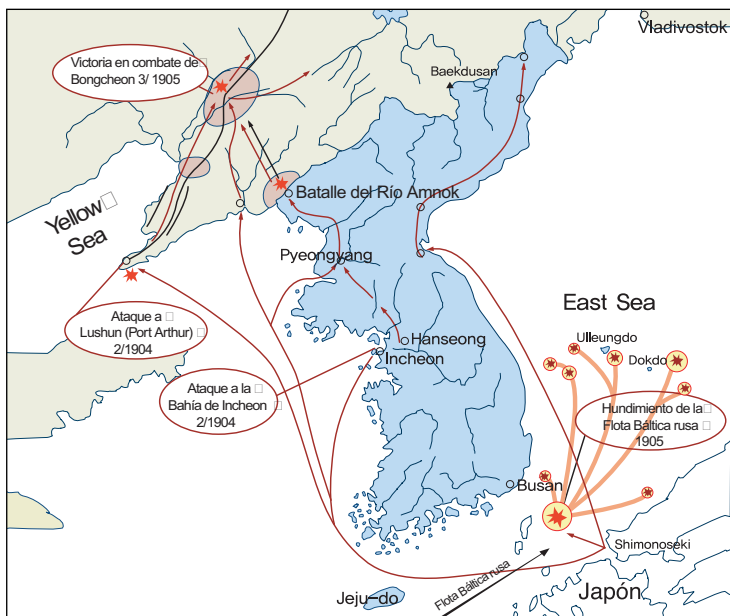 Vladivostok
Victoria en combate de
Bongcheon 3/ 1905
Baekdusan
Batalle del Río Amnok
Yellow
Sea
Pyeongyang
East Sea
Ataque a
Lushun (Port Arthur)
2/1904
Ulleungdo
Dokdo
Hanseong
Incheon
Ataque a la
Bahía de Incheon
2/1904
Hundimiento de la
Flota Báltica rusa
1905
Busan
Shimonoseki
Flota Báltica rusa
Japón
Jeju-do